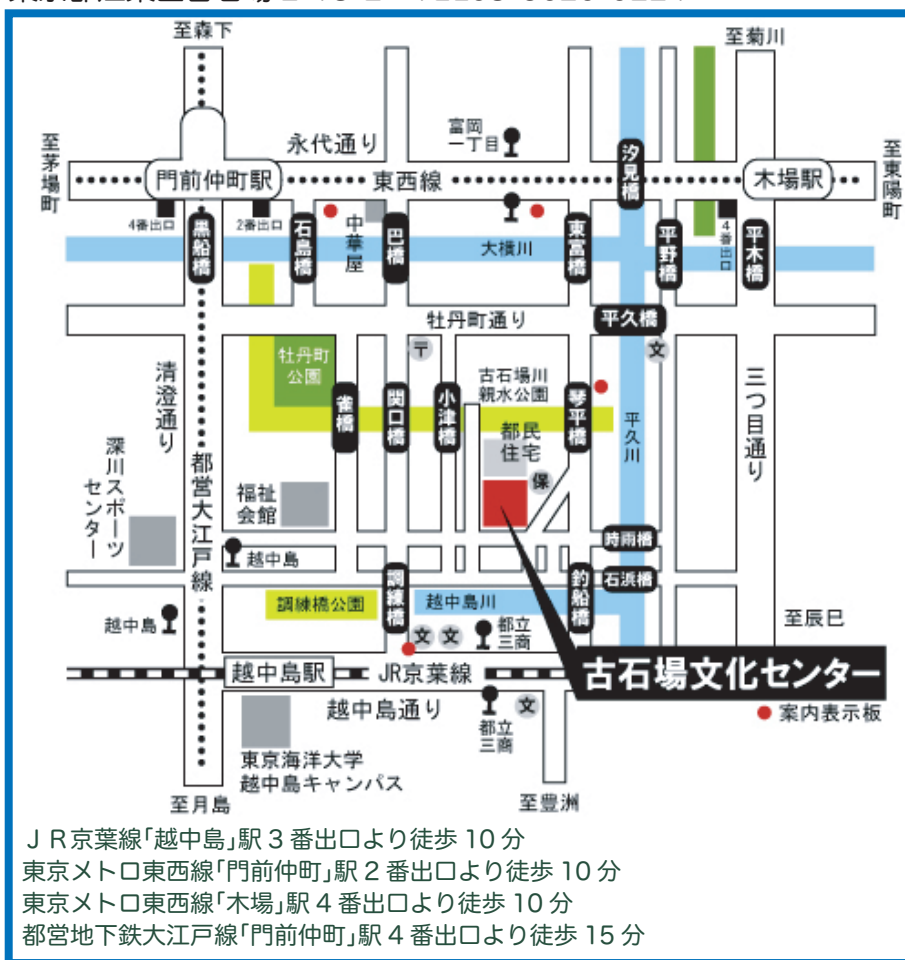 至森下
至菊川
富岡
一丁目
永代通り
汐見橋
至茅場町
門前仲町駅
東西線
木場駅
至東陽町
4番出口
2番出口
4番出口
黒船橋
石島橋
中華屋
巴橋
大横川
東富橋
平野橋
平木橋
牡丹町通り
平久橋
〒
文
牡丹町
公園
古石場川
親水公園
清澄通り
雀橋
関口橋
小津橋
琴平橋
平久川
三つ目通り
都民
住宅
保
深川スポーツ
センター
都営大江戸線
福祉
会館
時雨橋
越中島
調練橋
釣船橋
石浜橋
調練橋公園
越中島川
越中島
文
文
都立
三商
至辰巳
越中島駅
JR京葉線
古石場文化センター
越中島通り
都立
三商
文
案内表示板
東京海洋大学
越中島キャンパス
至月島
至豊洲
ＪＲ京葉線「越中島」駅３番出口より徒歩10分
東京メトロ東西線「門前仲町」駅２番出口より徒歩10分
東京メトロ東西線「木場」駅４番出口より徒歩10分
都営地下鉄大江戸線「門前仲町」駅４番出口より徒歩15分